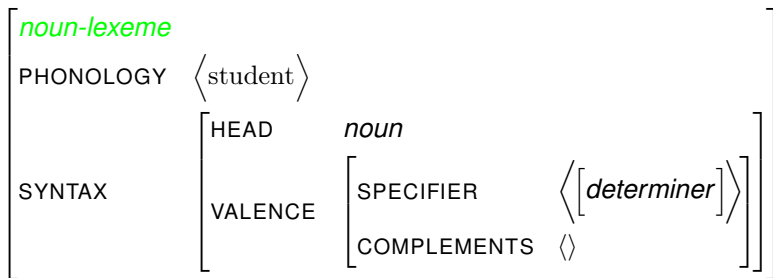 noun-lexeme
PHONOLOGY ⟨student⟩
SYNTAX [HEAD noun
VALENCE [SPECIFIER ⟨[determiner]⟩
COMPLEMENTS ⟨⟩]]